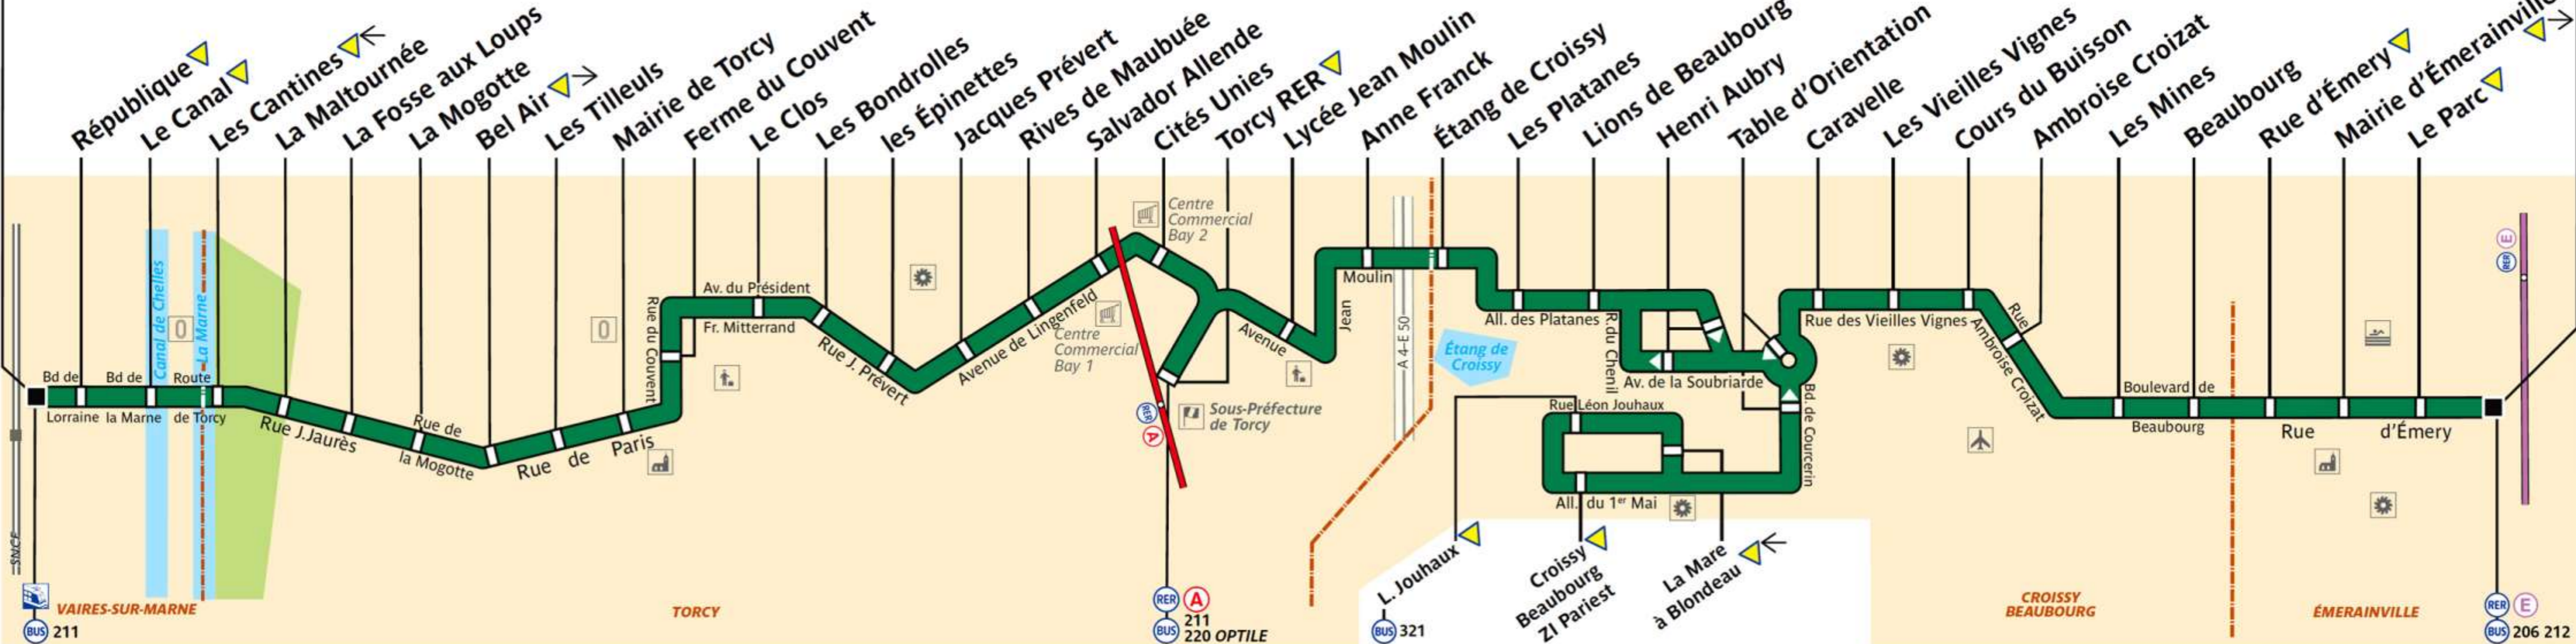 République
Le Canal
Les Cantines
La Maltournée
La Fosse aux Loups
La Mogotte
Bel Air
Les Tilleuls
Mairie de Torcy
Ferme du Couvent
Le Clos
Les Bondrolles
les Épinettes
Jacques Prévert
Rives de Maubuée
Salvador Allende
Cités Unies
Torcy RER
Lycée Jean Moulin
Anne Franck
Étang de Croissy
Les Platanes
Lions de Beaubourg
Henri Aubry
Table d'Orientation
Caravelle
Les Vieilles Vignes
Cours du Buisson
Ambroise Croizat
Les Mines
Beaubourg
Rue d'Émery
Mairie d'Émerainville
Le Parc
SNCF
Bd de
Lorraine
Bd de
la Marne
Canal de Chelles
La Marne
Route
de Torcy
Rue J.Jaurès
Rue de
la Mogotte
Rue de Paris
Rue du Couvent
Av. du Président
Fr. Mitterrand
Rue J. Prévert
Avenue de Lingenfeld
Centre
Commercial
Bay 1
Centre
Commercial
Bay 2
RER A
Sous-Préfecture
de Torcy
Avenue
Jean
Moulin
A 4-E 50
Étang de
Croissy
All. des Platanes
R.du Chenil
Av. de la Soubriarde
Rue Léon Jouhaux
All. du 1er Mai
Bd. de Courcerin
Rue des Vieilles Vignes
Rue
Ambroise Croizat
Boulevard de
Beaubourg
Rue d'Émery
RER E
L. Jouhaux
Croissy
Beaubourg
ZI Pariest
La Mare
à Blondeau
VAIRES-SUR-MARNE
TORCY
CROISSY
BEAUBOURG
ÉMERAINVILLE
BUS 211
RER A
211
BUS 220 OPTILE
BUS 321
RER E
BUS 206 212